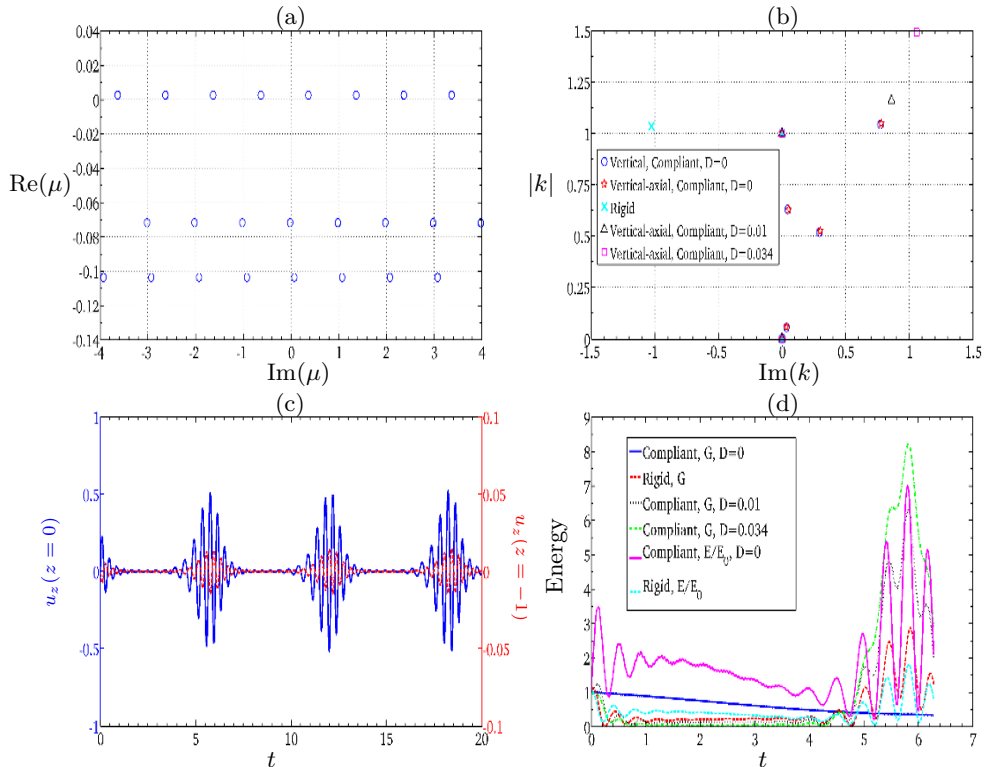 (a)
0.04
0.02
0
-0.02
-0.04
-0.06
-0.08
-0.1
-0.12
-0.14
Re(μ)
-4 -3 -2 -1 0 1 2 3 4
Im(μ)
(b)
1.5
1.25
1
0.75
0.5
0.25
0
|k|
Vertical, Compliant, D=0
Vertical-axial, Compliant, D=0
Rigid
Vertical-axial, Compliant, D=0.01
Vertical-axial, Compliant, D=0.034
-1.5 -1 -0.5 0 0.5 1 1.5
Im(k)
(c)
1
0.5
0
-0.5
-1
u_z(z = 0)
0.1
0.05
0
-0.05
-0.1
u_z(z = -1)
0 5 10 15 20
t
(d)
9
8
7
6
5
4
3
2
1
0
Energy
Compliant, G, D=0
Rigid, G
Compliant, G, D=0.01
Compliant, G, D=0.034
Compliant, E/E_0, D=0
Rigid, E/E_0
0 1 2 3 4 5 6 7
t